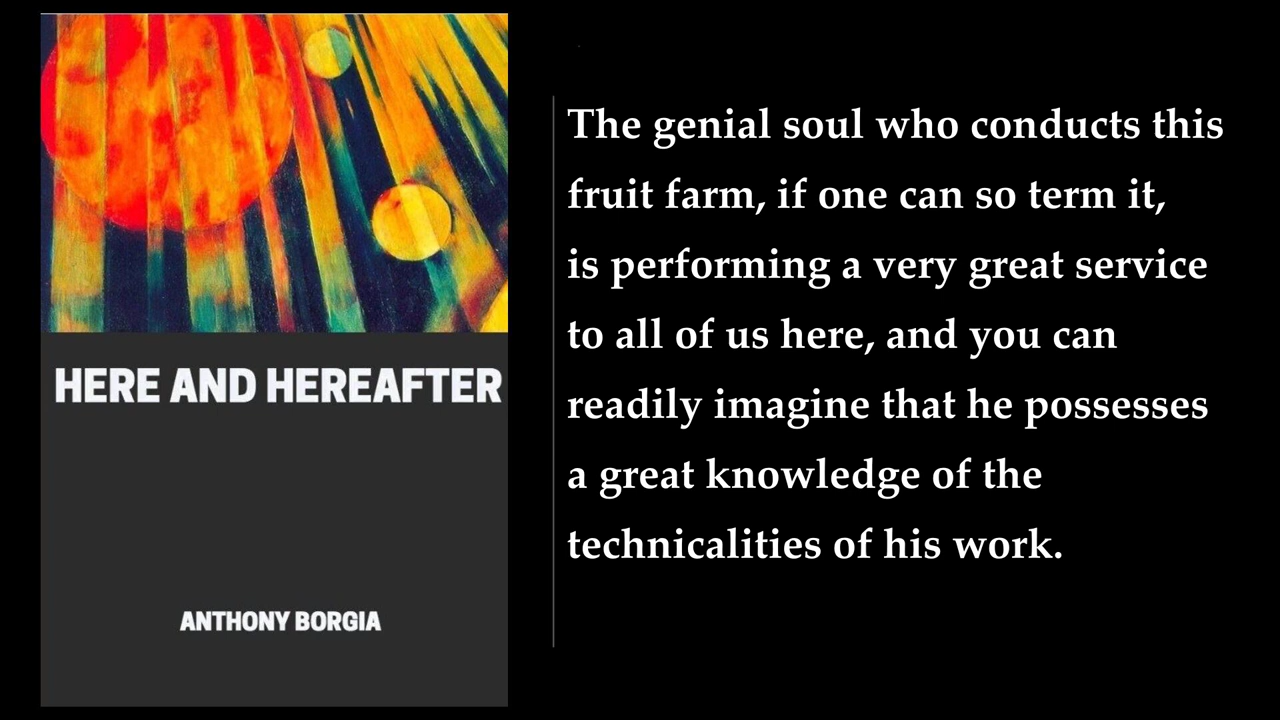 HERE AND HEREAFTER
ANTHONY BORGIA
The genial soul who conducts this
fruit farm, if one can so term it,
is performing a very great service
to all of us here, and you can
readily imagine that he possesses
a great knowledge of the
technicalities of his work.